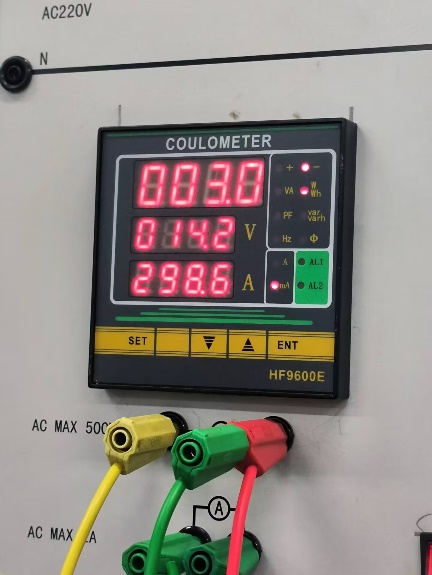 AC220V
N
COULOMETER
003.0
+ -
VA W Wh
014.2 V
PF var varh
Hz Φ
298.6 A
A AL1
mA AL2
SET ENT
HF9600E
AC MAX 500
A
AC MAX A